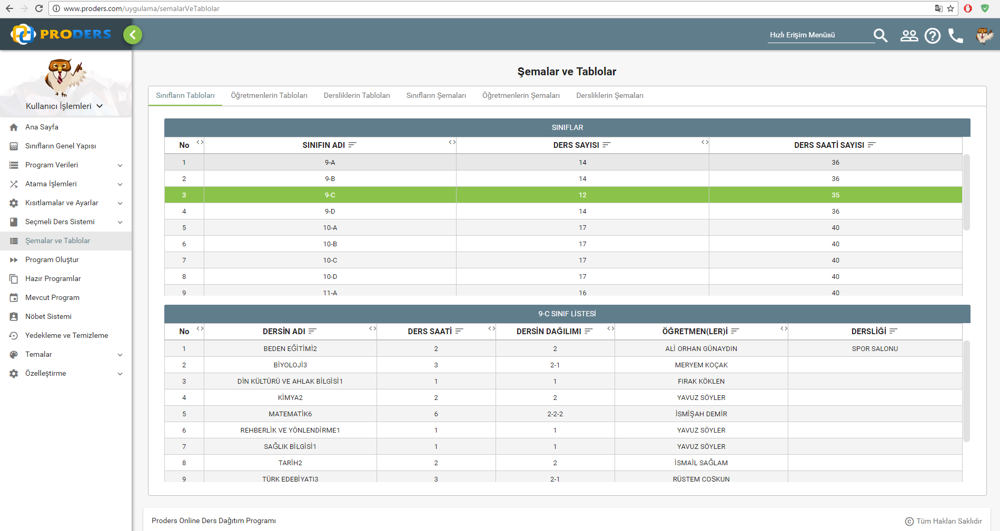 www.proders.com/uygulama/semalarVeTablolar
PRODERS
Hızlı Erişim Menüsü
Kullanıcı İşlemleri
Ana Sayfa
Sınıfların Genel Yapısı
Program Verileri
Atama İşlemleri
Kısıtlamalar ve Ayarlar
Seçmeli Ders Sistemi
Şemalar ve Tablolar
Program Oluştur
Hazır Programlar
Mevcut Program
Nöbet Sistemi
Yedekleme ve Temizleme
Temalar
Özelleştirme
Şemalar ve Tablolar
Sınıfların Tabloları Öğretmenlerin Tabloları Dersliklerin Tabloları Sınıfların Şemaları Öğretmenlerin Şemaları Dersliklerin Şemaları
SINIFLAR
No SINIFIN ADI DERS SAYISI DERS SAATİ SAYISI
1 9-A 14 36
2 9-B 14 36
3 9-C 12 35
4 9-D 14 36
5 10-A 17 40
6 10-B 17 40
7 10-C 17 40
8 10-D 17 40
9 11-A 16 40
9-C SINIF LİSTESİ
No DERSİN ADI DERS SAATİ DERSİN DAĞILIMI ÖĞRETMEN(LER)İ DERSLİĞİ
1 BEDEN EĞİTİMİ2 2 2 ALİ ORHAN GÜNAYDIN SPOR SALONU
2 BİYOLOJİ3 3 2-1 MERYEM KOÇAK
3 DİN KÜLTÜRÜ VE AHLAK BİLGİSİ1 1 1 FIRAK KÖKLEN
4 KİMYA2 2 2 YAVUZ SÖYLER
5 MATEMATİK6 6 2-2-2 İSMİŞAH DEMİR
6 REHBERLİK VE YÖNLENDİRME1 1 1 YAVUZ SÖYLER
7 SAĞLIK BİLGİSİ1 1 1 YAVUZ SÖYLER
8 TARİH2 2 2 İSMAİL SAĞLAM
9 TÜRK EDEBİYATI3 3 2-1 RÜSTEM COŞKUN
Proders Online Ders Dağıtım Programı
© Tüm Hakları Saklıdır